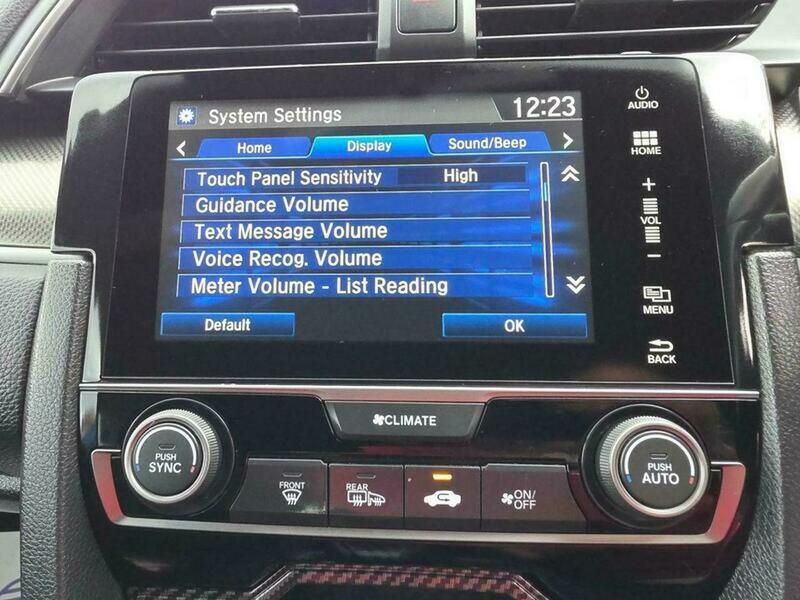 System Settings
12:23
Home
Display
Sound/Beep
Touch Panel Sensitivity High
Guidance Volume
Text Message Volume
Voice Recog. Volume
Meter Volume - List Reading
Default
OK
AUDIO
HOME
+
VOL
-
MENU
BACK
CLIMATE
PUSH
SYNC
FRONT
REAR
ON/
OFF
PUSH
AUTO